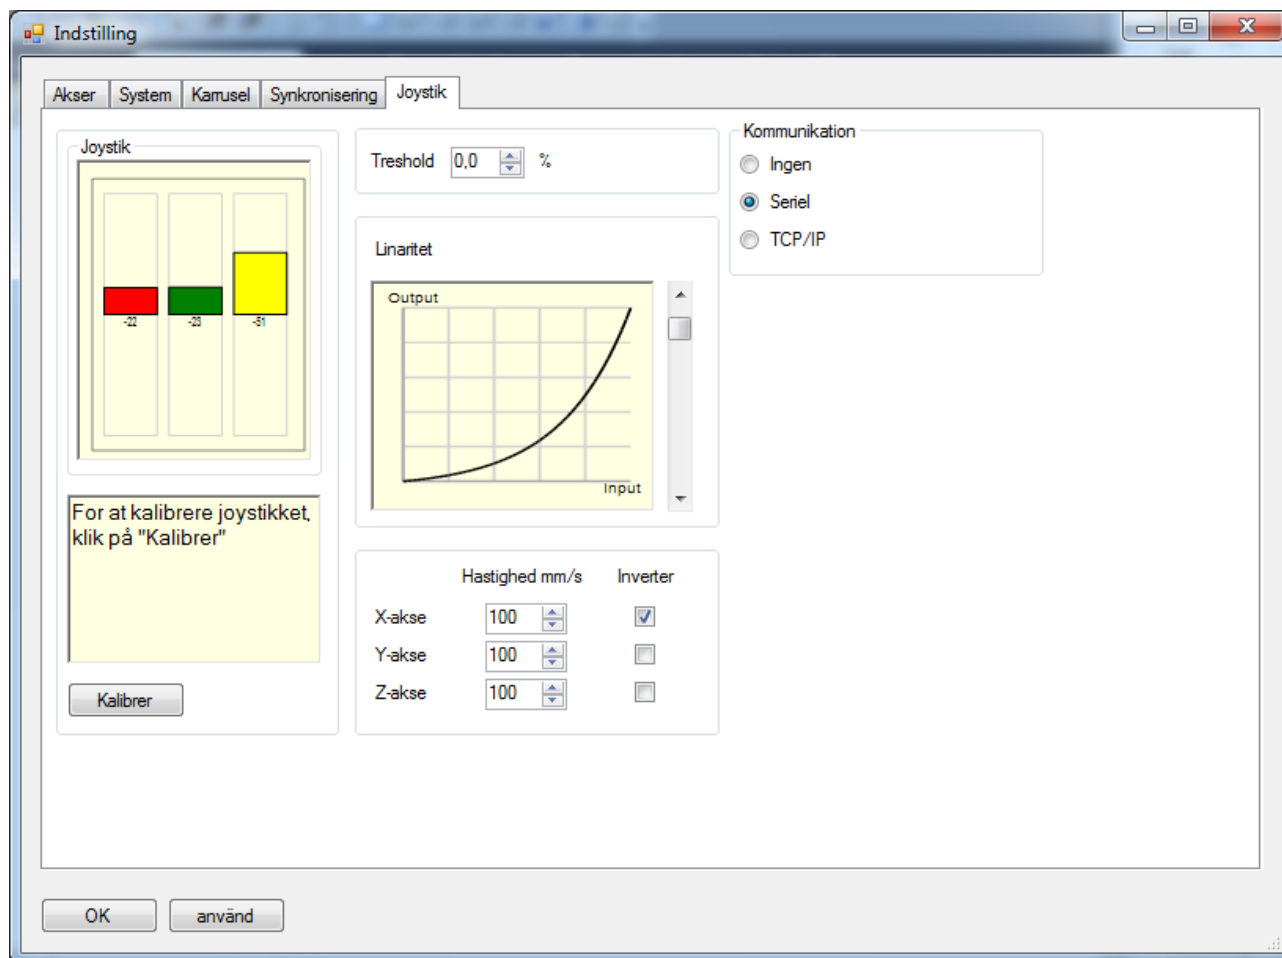 Indstilling
Akser System Karrusel Synkronisering Joystik
Joystik
-22 -23 -51
For at kalibrere joystikket,
klik på "Kalibrer"
Kalibrer
Treshold 0,0 %
Linaritet
Output
Input
Hastighed mm/s Inverter
X-akse 100
Y-akse 100
Z-akse 100
Kommunikation
Ingen
Seriel
TCP/IP
OK använd